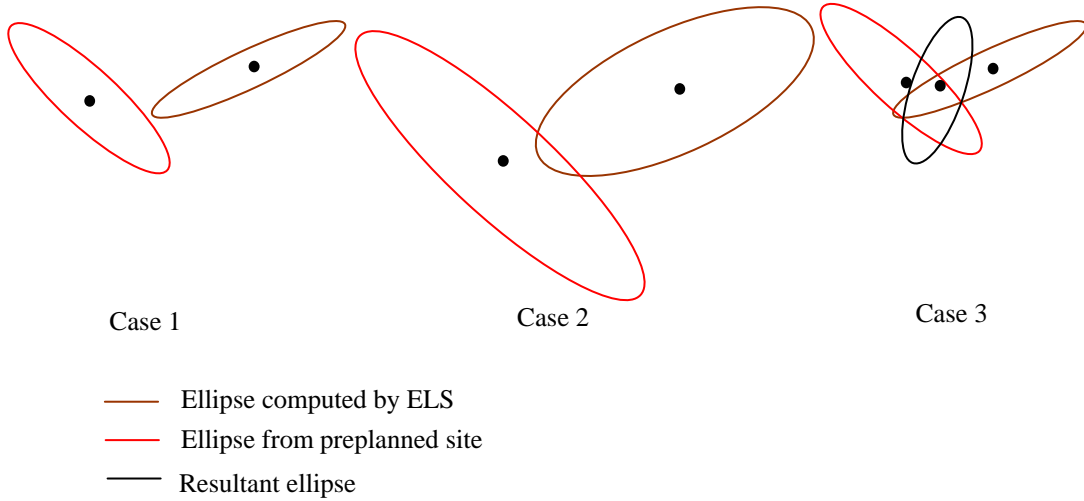 Case 1
Case 2
Case 3
Ellipse computed by ELS
Ellipse from preplanned site
Resultant ellipse